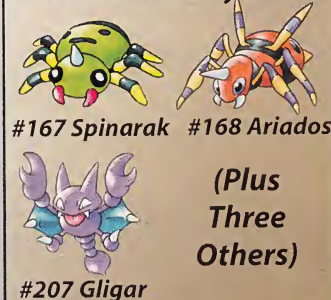 #167 Spinarak #168 Ariados
(Plus
Three
Others)
#207 Gligar